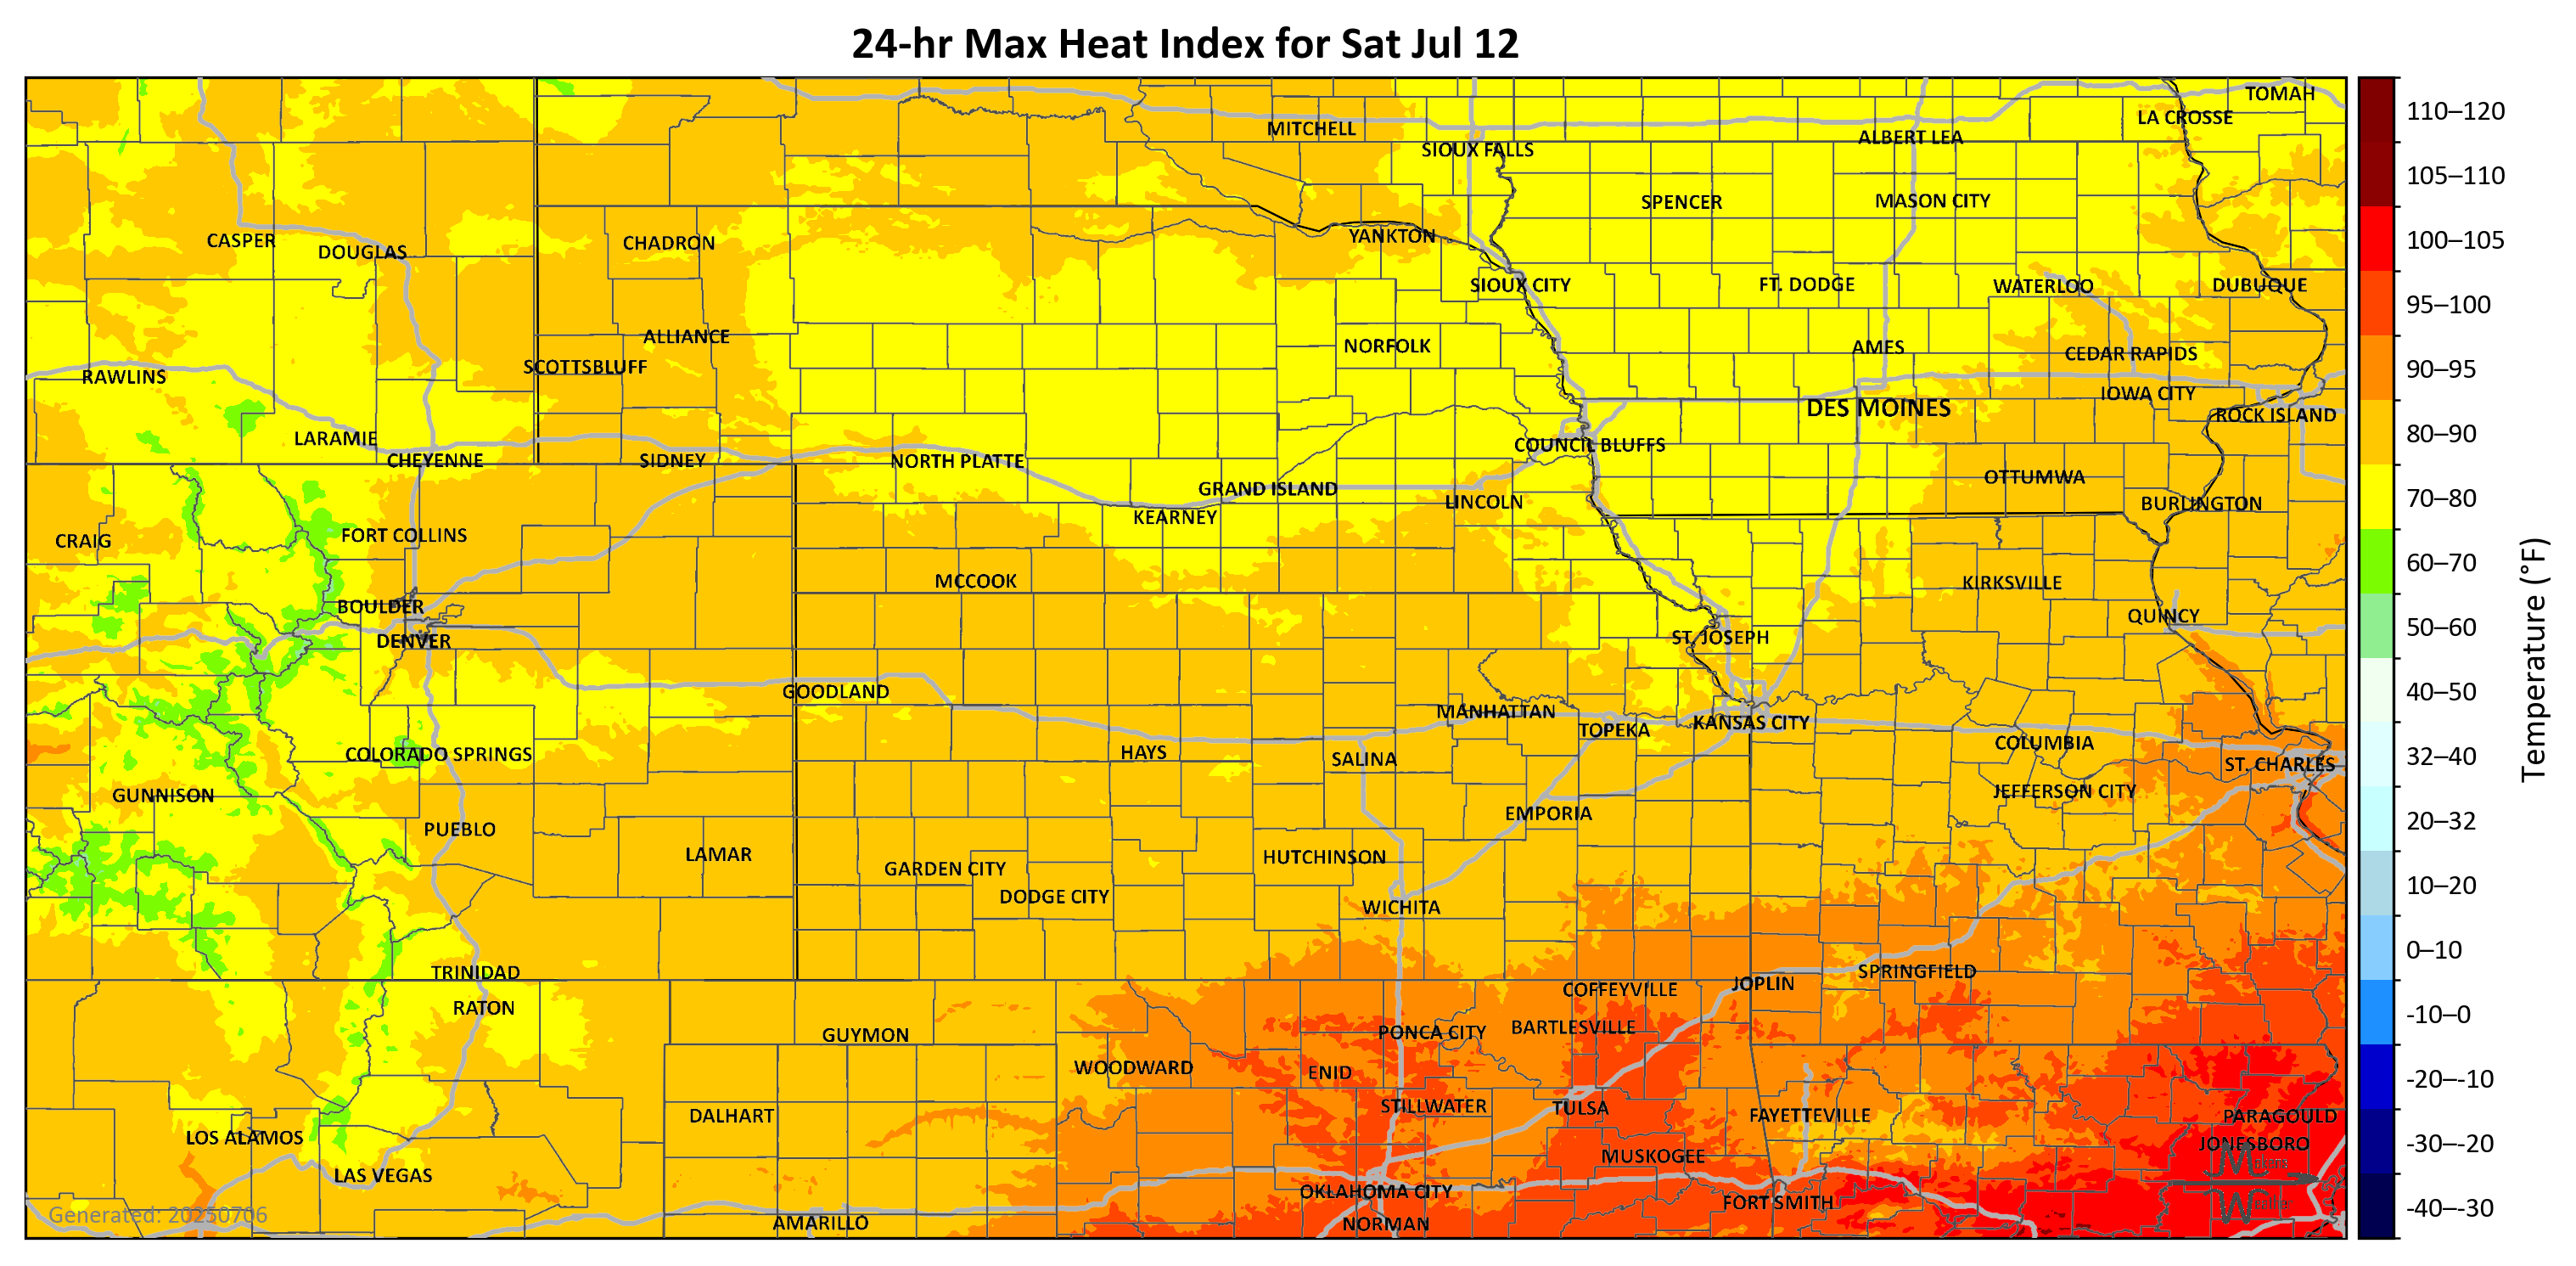 24-hr Max Heat Index for Sat Jul 12
TOMAH
LA CROSSE
MITCHELL
ALBERT LEA
SIOUX FALLS
SPENCER
MASON CITY
CASPER
DOUGLAS
CHADRON
YANKTON
SIOUX CITY
FT. DODGE
WATERLOO
DUBUQUE
ALLIANCE
NORFOLK
AMES
CEDAR RAPIDS
SCOTTSBLUFF
RAWLINS
IOWA CITY
DES MOINES
ROCK ISLAND
LARAMIE
COUNCIL BLUFFS
CHEYENNE
SIDNEY
NORTH PLATTE
OTTUMWA
GRAND ISLAND
LINCOLN
BURLINGTON
KEARNEY
FORT COLLINS
CRAIG
MCCOOK
KIRKSVILLE
BOULDER
QUINCY
DENVER
ST. JOSEPH
GOODLAND
MANHATTAN
KANSAS CITY
TOPEKA
COLUMBIA
COLORADO SPRINGS
HAYS
SALINA
ST. CHARLES
GUNNISON
JEFFERSON CITY
EMPORIA
PUEBLO
LAMAR
HUTCHINSON
GARDEN CITY
DODGE CITY
WICHITA
TRINIDAD
SPRINGFIELD
JOPLIN
COFFEYVILLE
RATON
BARTLESVILLE
PONCA CITY
GUYMON
WOODWARD
ENID
STILLWATER
TULSA
DALHART
FAYETTEVILLE
PARAGOULD
LOS ALAMOS
JONESBORO
MUSKOGEE
LAS VEGAS
OKLAHOMA CITY
FORT SMITH
AMARILLO
NORMAN
Generated: 20250706
110–120
105–110
100–105
95–100
90–95
80–90
70–80
60–70
50–60
40–50
32–40
20–32
10–20
0–10
-10–0
-20–-10
-30–-20
-40–-30
Temperature (°F)